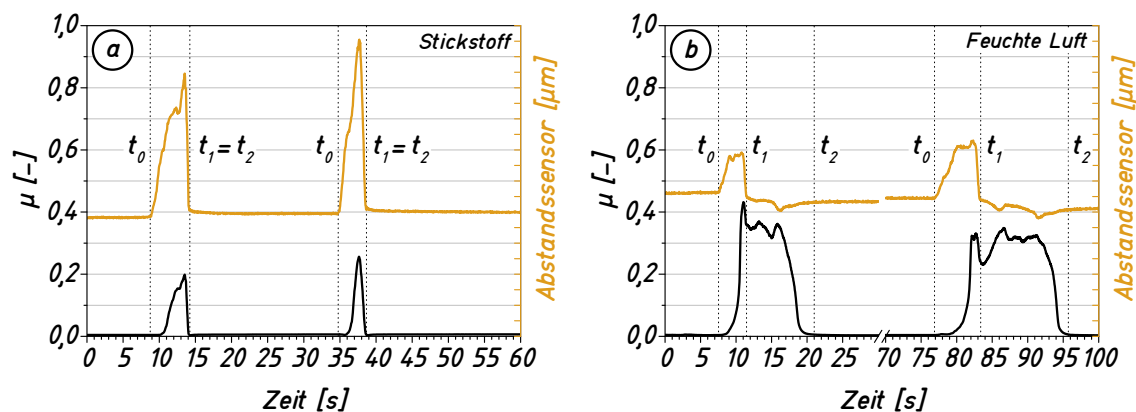 a
Stickstoff
1,0
0,8
0,6
0,4
0,2
0,0
μ [-]
t0
t1 = t2
t0
t1 = t2
0 5 10 15 20 25 30 35 40 45 50 55 60
Zeit [s]
Abstandssensor [μm]
b
Feuchte Luft
1,0
0,8
0,6
0,4
0,2
0,0
μ [-]
t0
t1
t2
t0
t1
t2
0 5 10 15 20 25 70 75 80 85 90 95 100
Zeit [s]
Abstandssensor [μm]